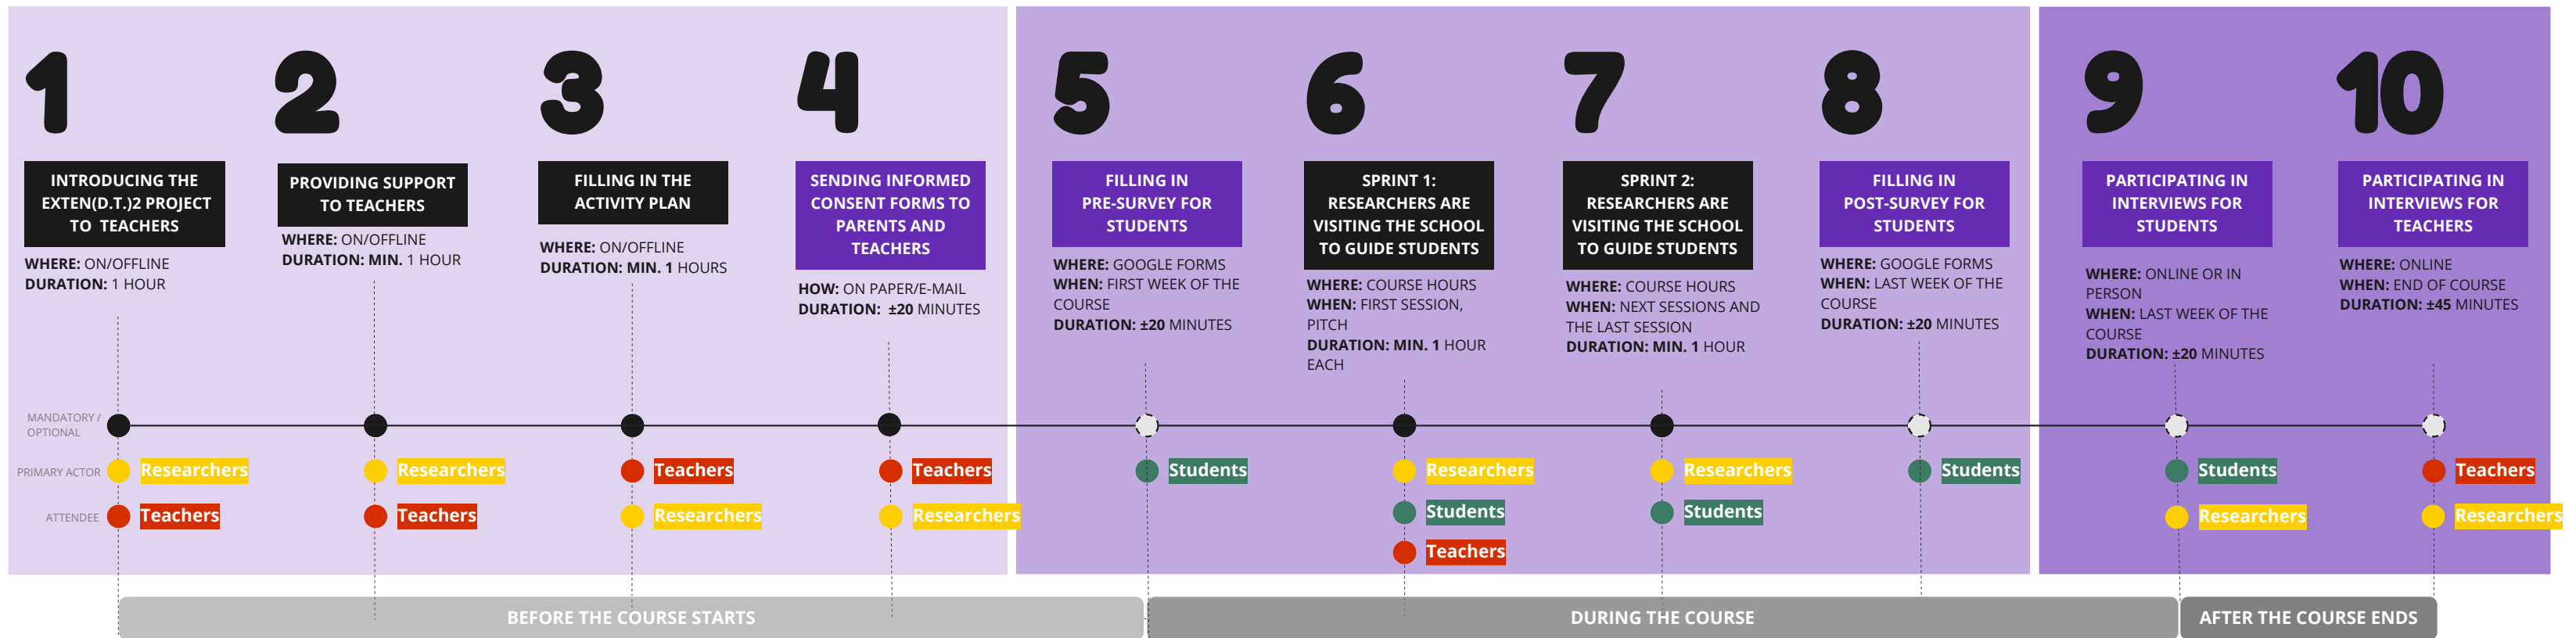 1
INTRODUCING THE
EXTEN(D.T.)2 PROJECT
TO TEACHERS
WHERE: ON/OFFLINE
DURATION: 1 HOUR
2
PROVIDING SUPPORT
TO TEACHERS
WHERE: ON/OFFLINE
DURATION: MIN. 1 HOUR
3
FILLING IN THE
ACTIVITY PLAN
WHERE: ON/OFFLINE
DURATION: MIN. 1 HOURS
4
SENDING INFORMED
CONSENT FORMS TO
PARENTS AND
TEACHERS
HOW: ON PAPER/E-MAIL
DURATION: ±20 MINUTES
5
FILLING IN
PRE-SURVEY FOR
STUDENTS
WHERE: GOOGLE FORMS
WHEN: FIRST WEEK OF THE
COURSE
DURATION: ±20 MINUTES
6
SPRINT 1:
RESEARCHERS ARE
VISITING THE SCHOOL
TO GUIDE STUDENTS
WHERE: COURSE HOURS
WHEN: FIRST SESSION,
PITCH
DURATION: MIN. 1 HOUR
EACH
7
SPRINT 2:
RESEARCHERS ARE
VISITING THE SCHOOL
TO GUIDE STUDENTS
WHERE: COURSE HOURS
WHEN: NEXT SESSIONS AND
THE LAST SESSION
DURATION: MIN. 1 HOUR
8
FILLING IN
POST-SURVEY FOR
STUDENTS
WHERE: GOOGLE FORMS
WHEN: LAST WEEK OF THE
COURSE
DURATION: ±20 MINUTES
9
PARTICIPATING IN
INTERVIEWS FOR
STUDENTS
WHERE: ONLINE OR IN
PERSON
WHEN: LAST WEEK OF THE
COURSE
DURATION: ±20 MINUTES
10
PARTICIPATING IN
INTERVIEWS FOR
TEACHERS
WHERE: ONLINE
WHEN: END OF COURSE
DURATION: ±45 MINUTES
MANDATORY /
OPTIONAL
PRIMARY ACTOR Researchers Researchers Teachers Teachers Students Researchers Researchers Students Students Teachers
ATTENDEE Teachers Teachers Researchers Researchers Students Students Researchers Researchers
Teachers
BEFORE THE COURSE STARTS DURING THE COURSE AFTER THE COURSE ENDS